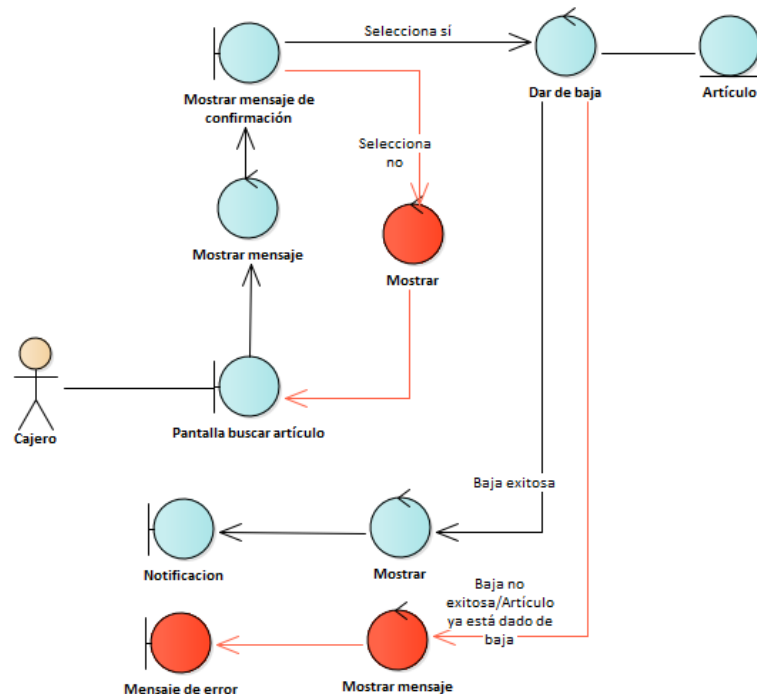 Selecciona sí
Mostrar mensaje de
confirmación
Dar de baja
Artículo
Selecciona
no
Mostrar mensaje
Mostrar
Cajero
Pantalla buscar artículo
Baja exitosa
Notificacion
Mostrar
Baja no
exitosa/Artículo
ya está dado de
baja
Mensaje de error
Mostrar mensaje